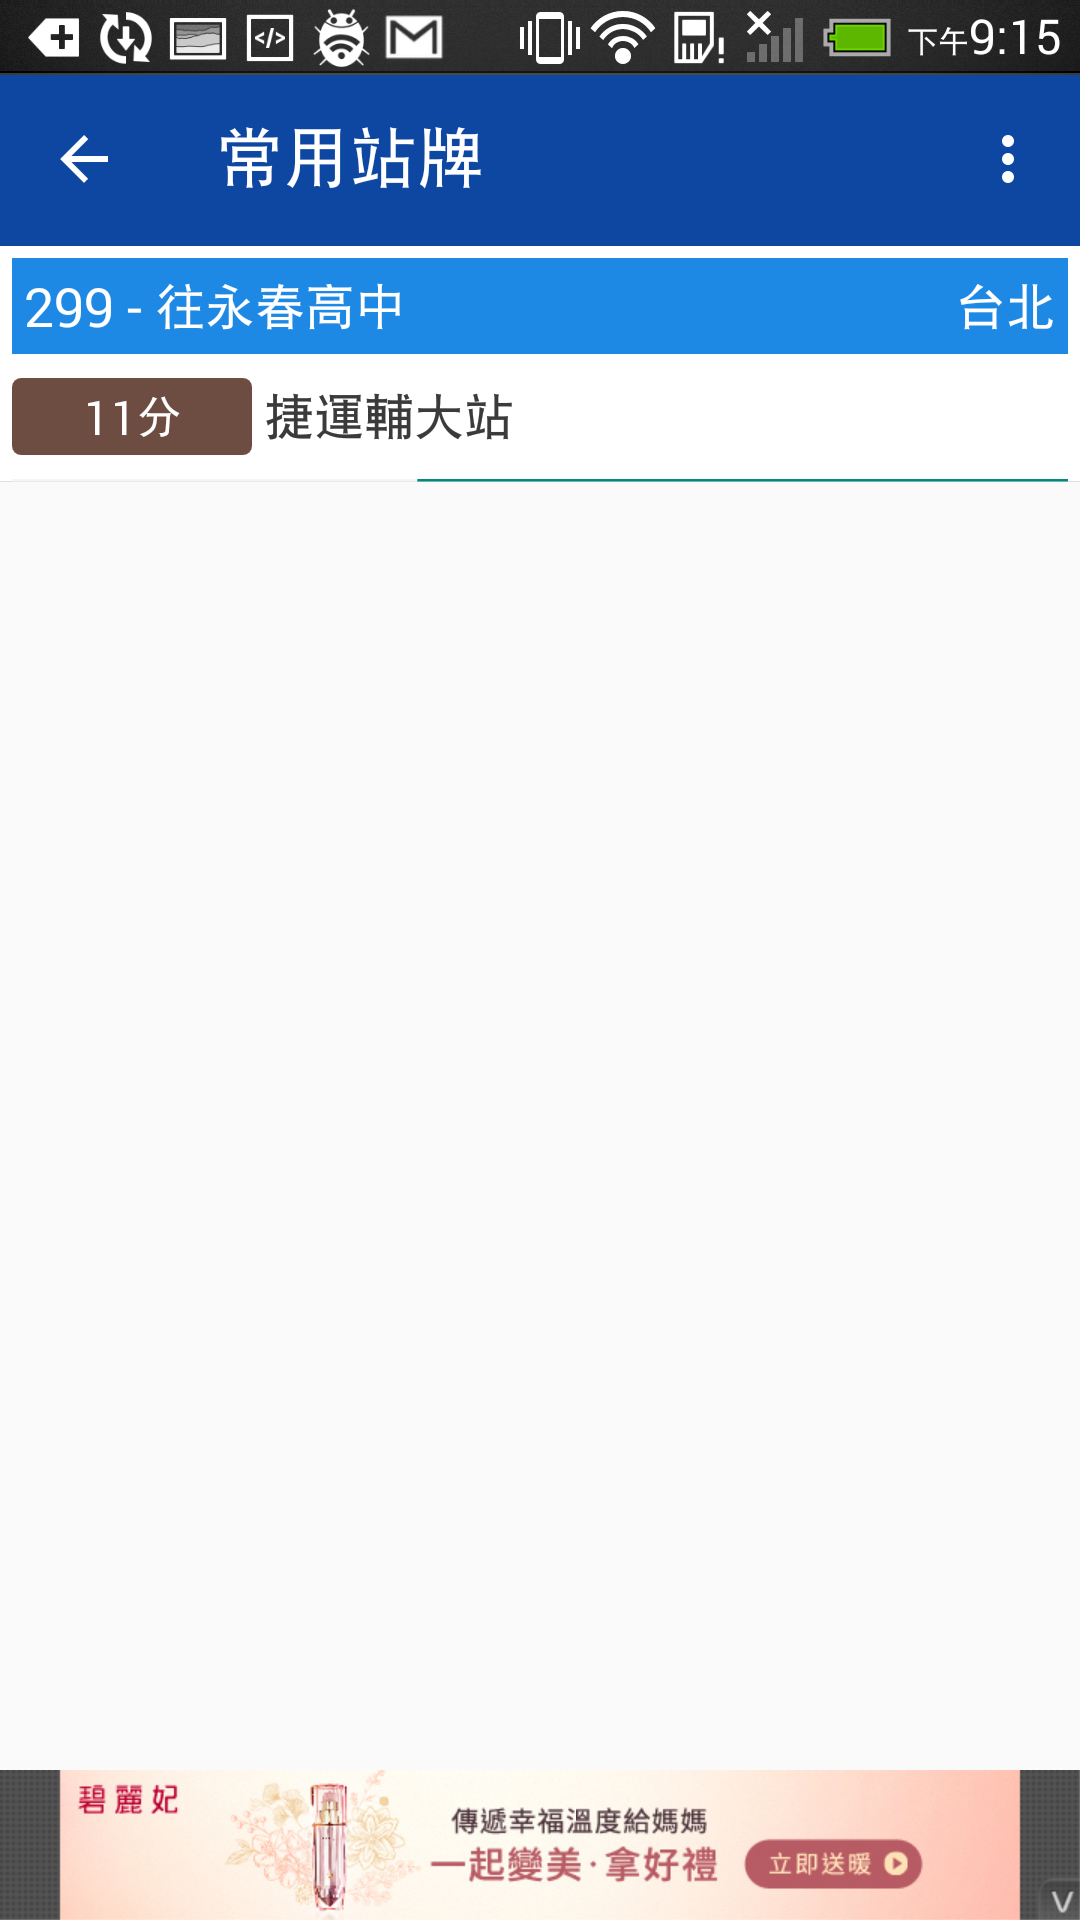 下午9:15
常用站牌
299 - 往永春高中
台北
11分
捷運輔大站
碧麗妃
傳遞幸福溫度給媽媽
一起變美·拿好禮
立即送暖
V